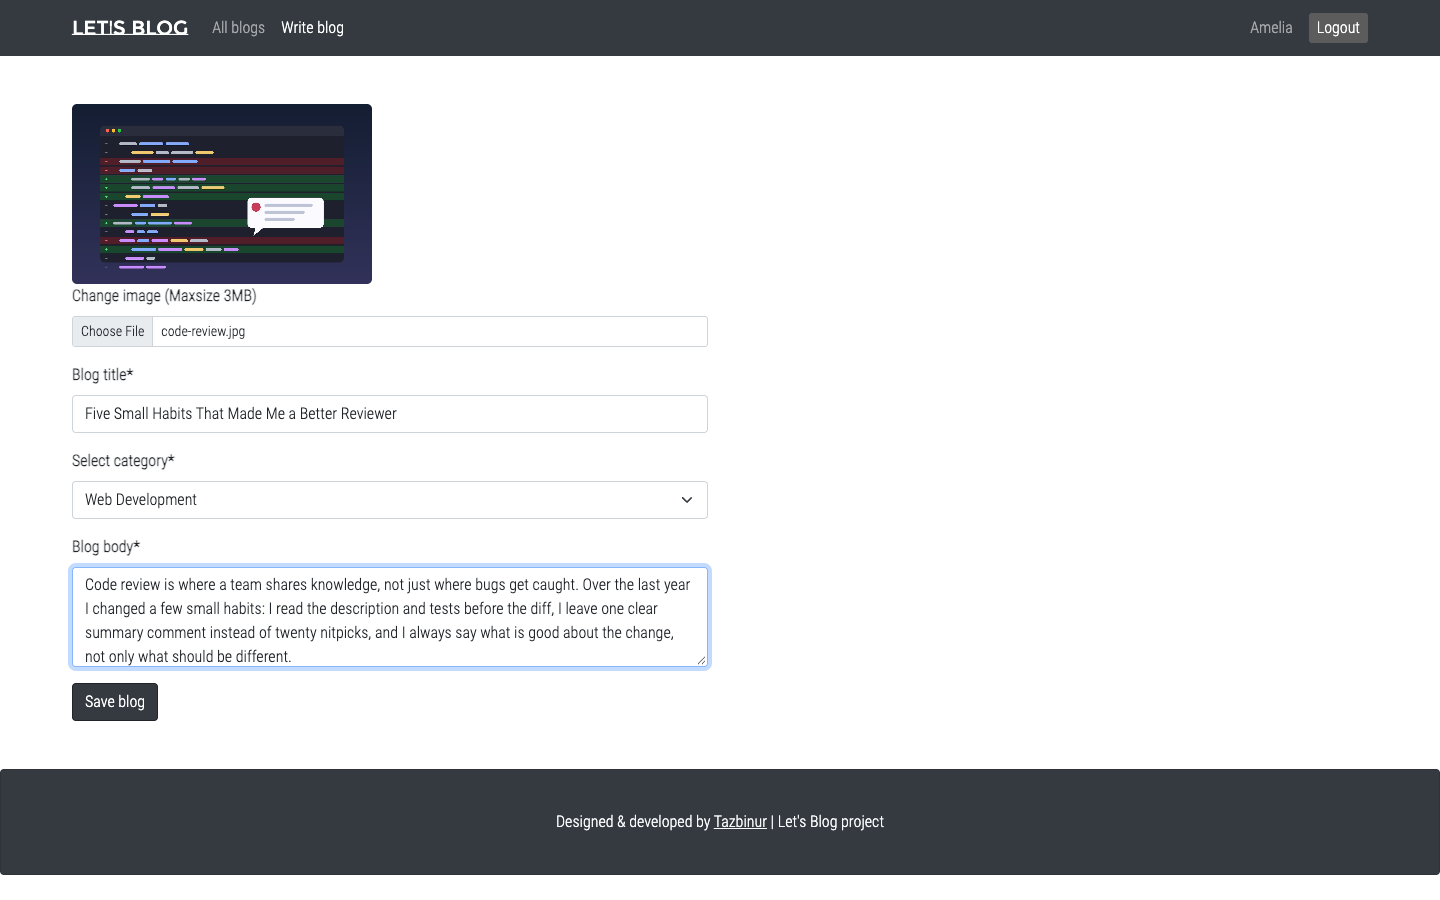 LET'S BLOG All blogs Write blog Amelia Logout
Change image (Maxsize 3MB)
Choose File code-review.jpg
Blog title*
Five Small Habits That Made Me a Better Reviewer
Select category*
Web Development
Blog body*
Code review is where a team shares knowledge, not just where bugs get caught. Over the last year
I changed a few small habits: I read the description and tests before the diff, I leave one clear
summary comment instead of twenty nitpicks, and I always say what is good about the change,
not only what should be different.
Save blog
Designed & developed by Tazbinur | Let's Blog project